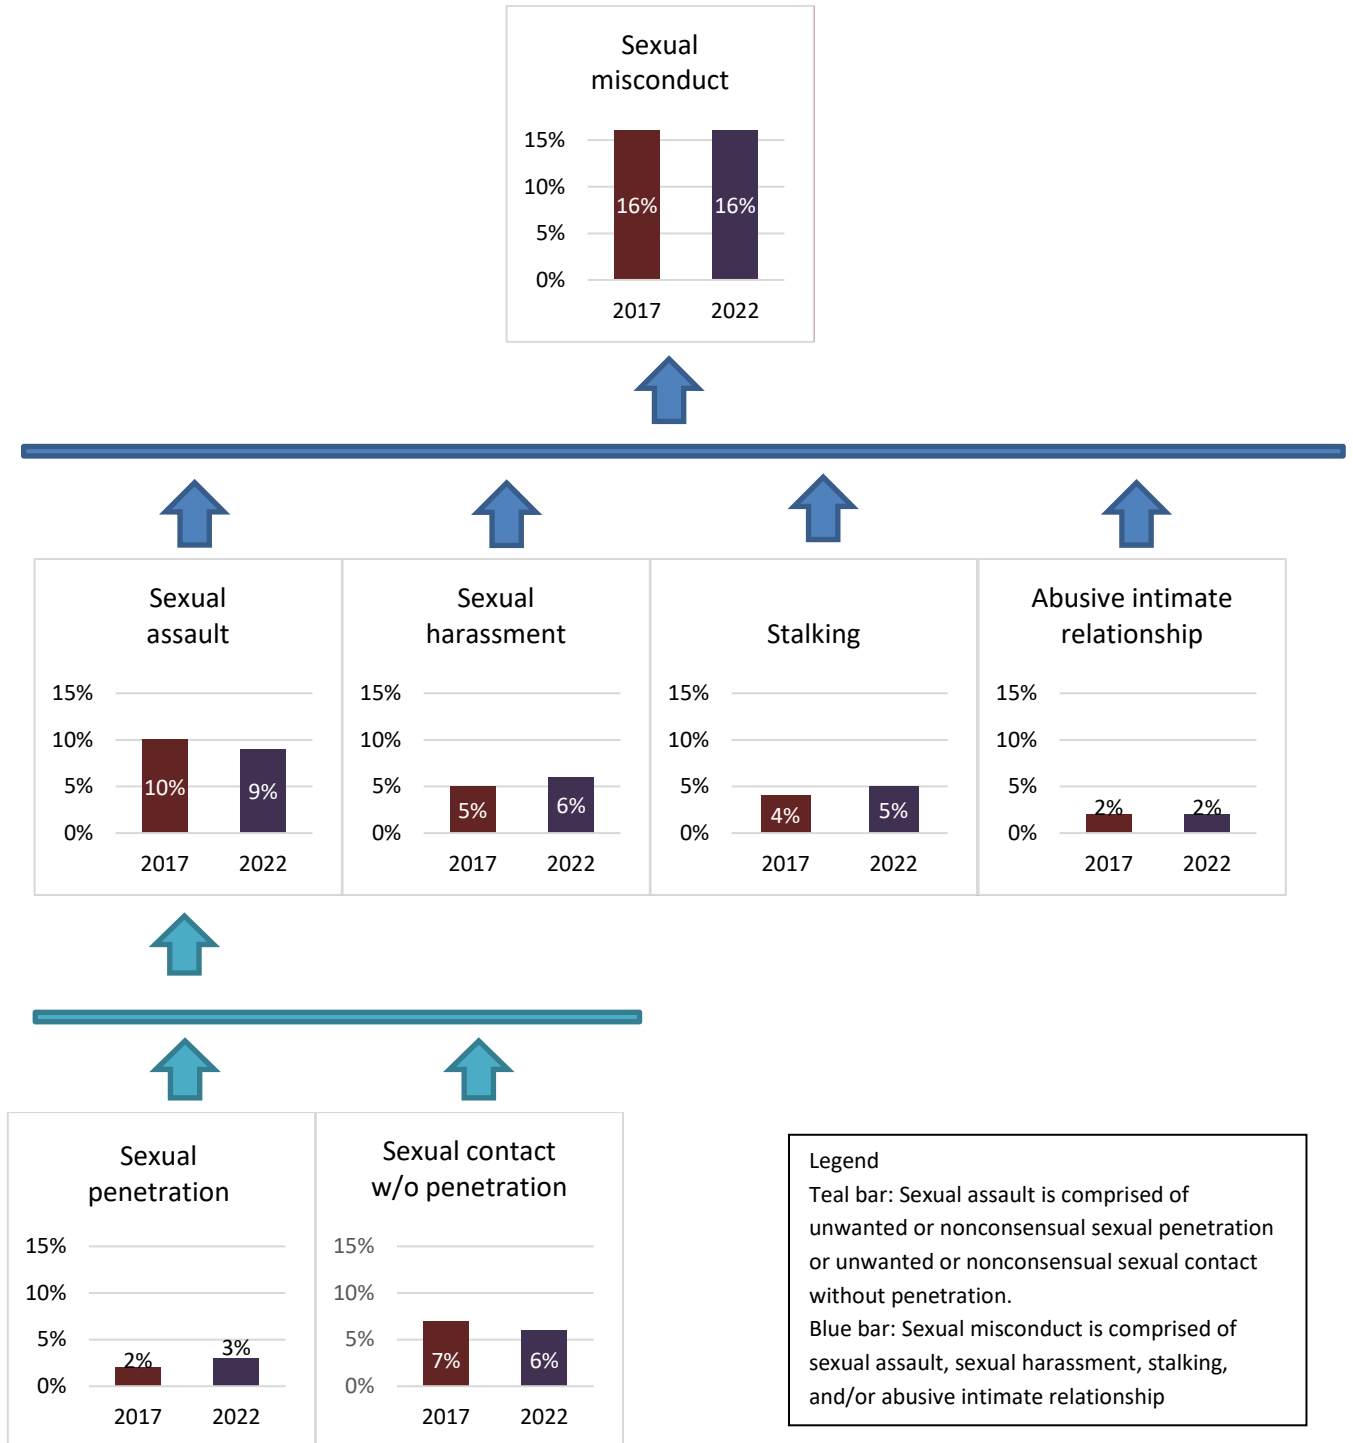 Sexual
misconduct
15%
10%
5%
0%
16%
16%
2017
2022
Sexual
assault
15%
10%
5%
0%
10%
9%
2017
2022
Sexual
harassment
15%
10%
5%
0%
5%
6%
2017
2022
Stalking
15%
10%
5%
0%
4%
5%
2017
2022
Abusive intimate
relationship
15%
10%
5%
0%
2%
2%
2017
2022
Sexual
penetration
15%
10%
5%
0%
2%
3%
2017
2022
Sexual contact
w/o penetration
15%
10%
5%
0%
7%
6%
2017
2022
Legend
Teal bar: Sexual assault is comprised of
unwanted or nonconsensual sexual penetration
or unwanted or nonconsensual sexual contact
without penetration.
Blue bar: Sexual misconduct is comprised of
sexual assault, sexual harassment, stalking,
and/or abusive intimate relationship